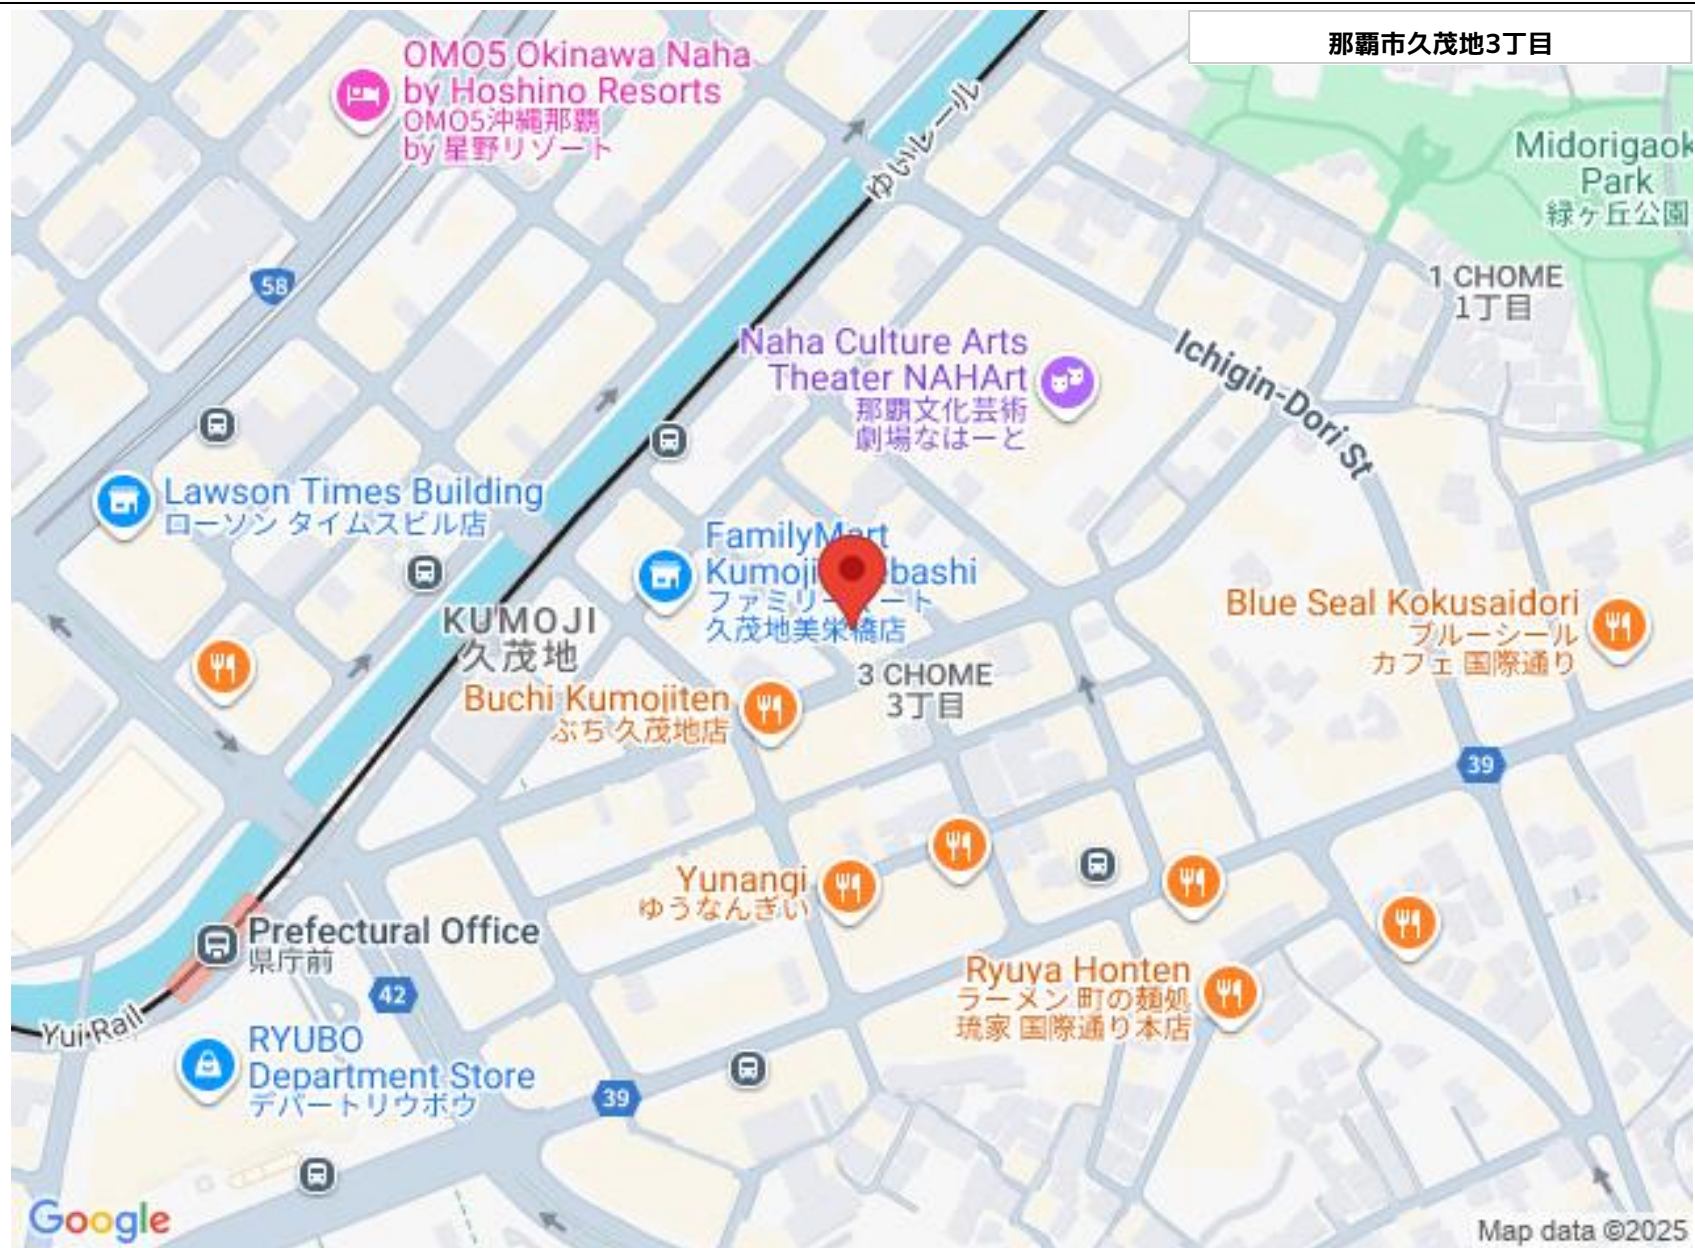 那覇市久茂地3丁目
OMO5 Okinawa Naha
by Hoshino Resorts
OMO5沖縄那覇
by 星野リゾート
ゆいレール
Midorigaok
Park
緑ヶ丘公園
58
1 CHOME
1丁目
Naha Culture Arts
Theater NAHArt
那覇文化芸術
劇場なはーと
Ichigin-Dori St
Lawson Times Building
ローソン タイムスビル店
FamilyMart
Kumoji
bashi
久茂地美栄橋店
KUMOJI
久茂地
Blue Seal Kokusaidori
ブルーシール
カフェ 国際通り
3 CHOME
3丁目
Buchi Kumojiten
ぶち 久茂地店
39
Yunangi
ゆうなんぎい
Prefectural Office
県庁前
42
Ryuya Honten
ラーメン 町の麺処
琉家 国際通り本店
Yui Rail
RYUBO
Department Store
デパートリウボウ
39
Google
Map data ©2025